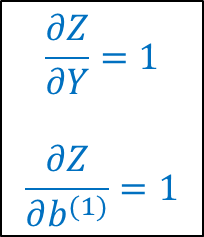 ∂Z/∂Y = 1
∂Z/∂b⁽¹⁾ = 1